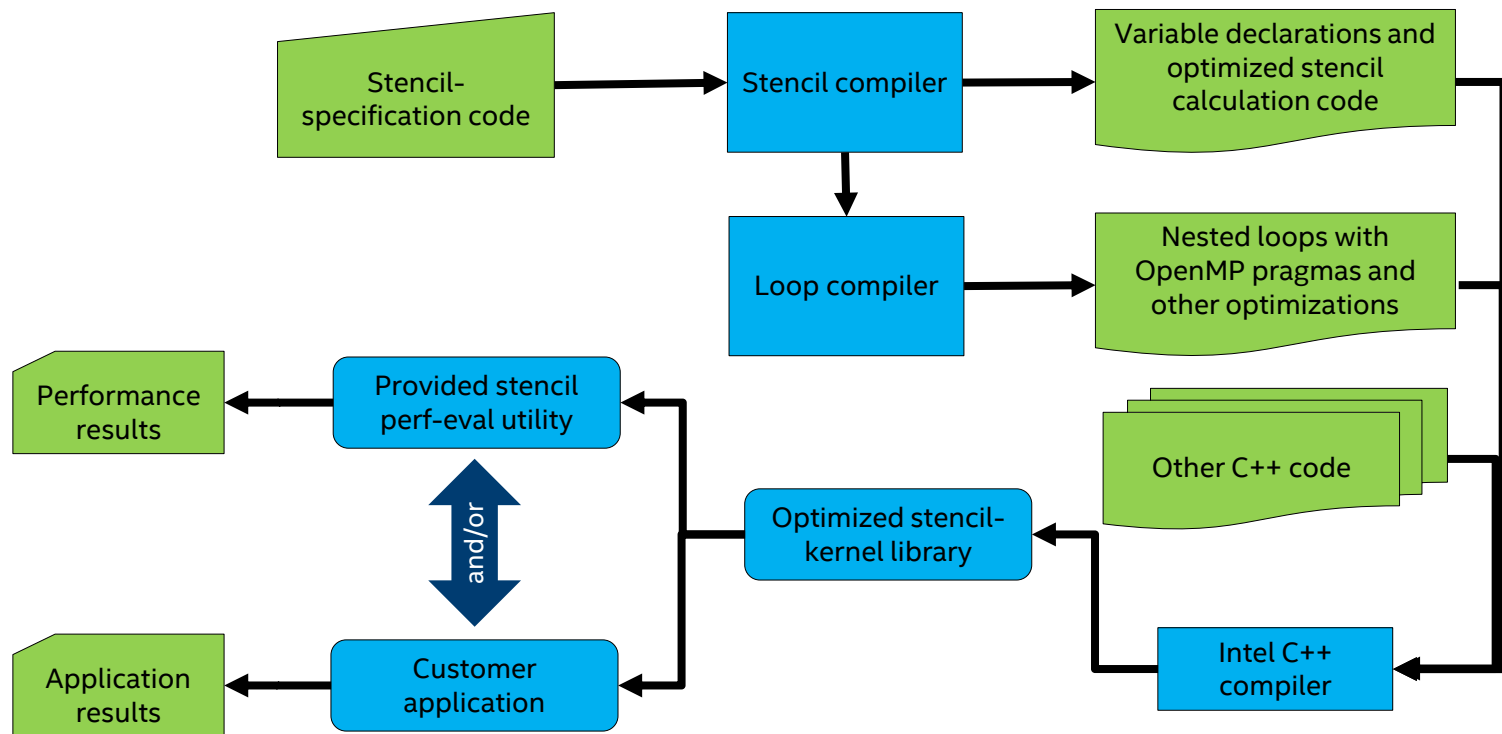 Stencil-
specification code
Stencil compiler
Variable declarations and
optimized stencil
calculation code
Loop compiler
Nested loops with
OpenMP pragmas and
other optimizations
Performance
results
Provided stencil
perf-eval utility
Other C++ code
and/or
Optimized stencil-
kernel library
Application
results
Customer
application
Intel C++
compiler